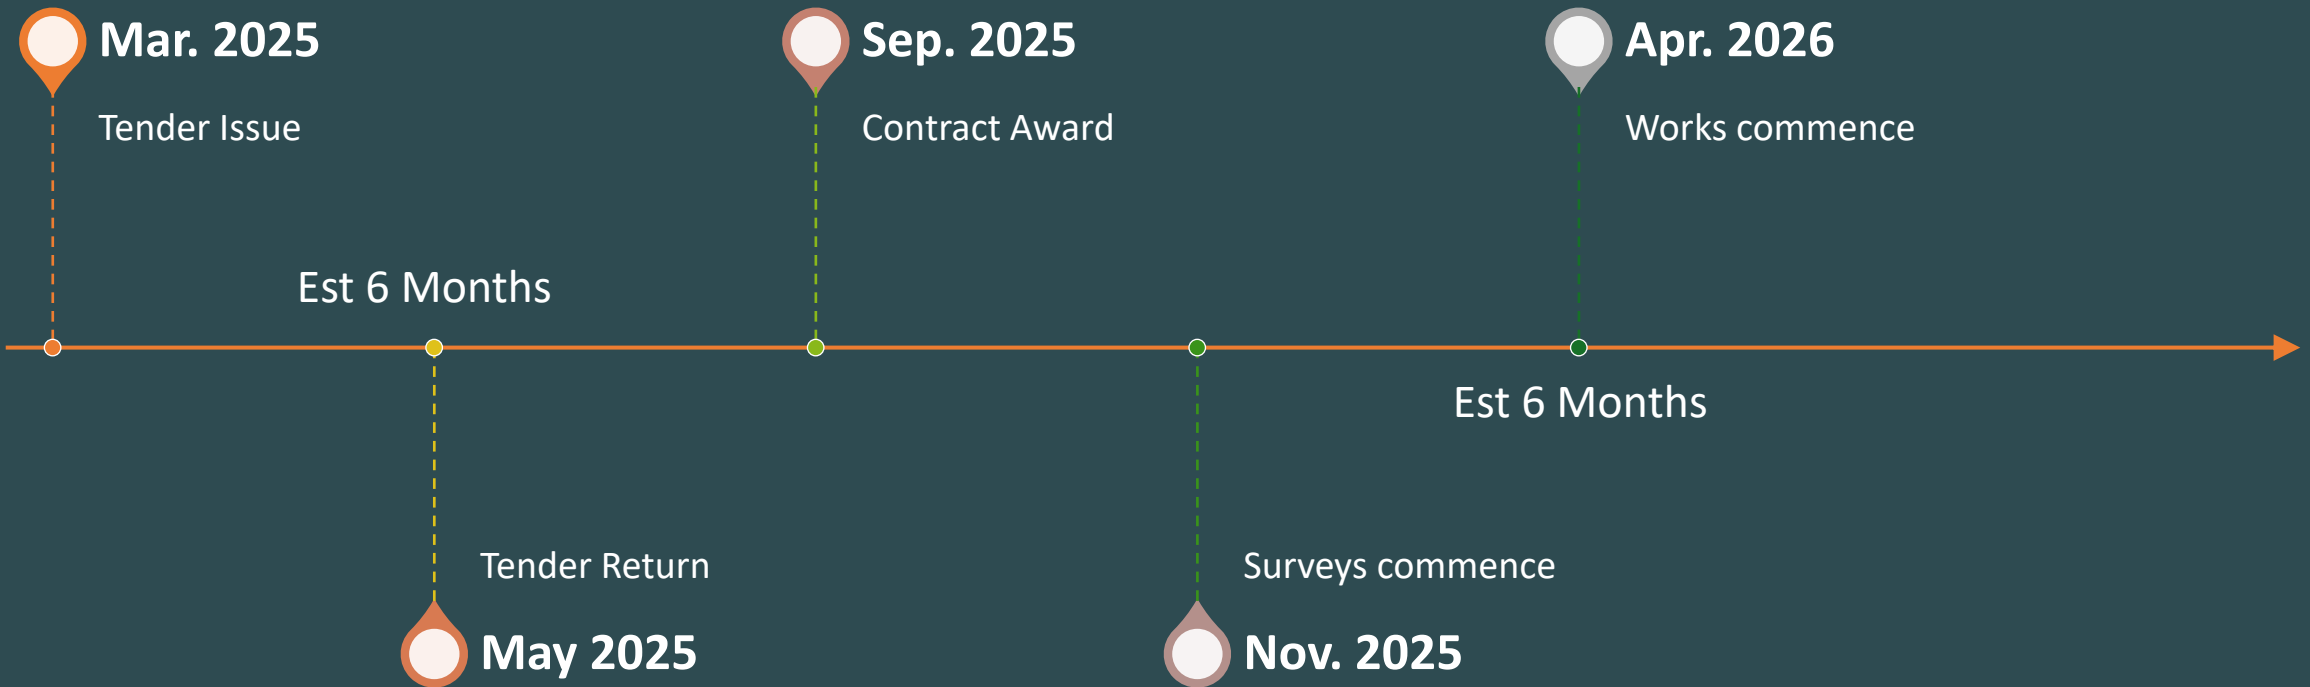 Mar. 2025
Tender Issue
Sep. 2025
Contract Award
Apr. 2026
Works commence
Est 6 Months
Est 6 Months
Tender Return
May 2025
Surveys commence
Nov. 2025